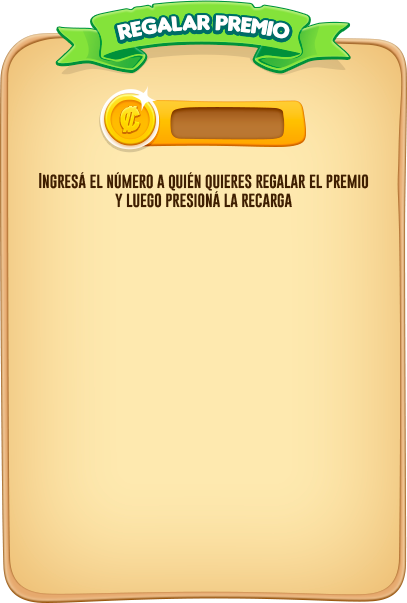 REGALAR PREMIO
₡
INGRESÁ EL NÚMERO A QUIÉN QUIERES REGALAR EL PREMIO
Y LUEGO PRESIONÁ LA RECARGA